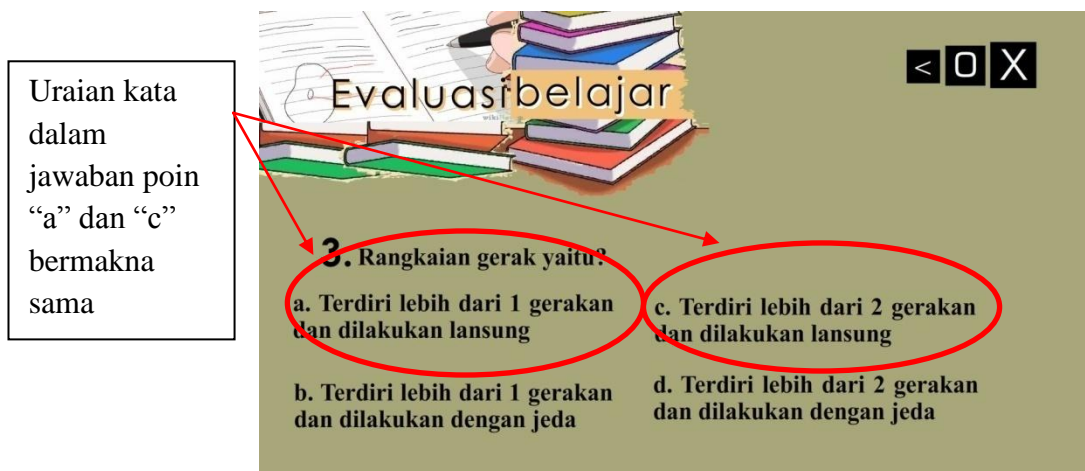 Uraian kata
dalam
jawaban poin
“a” dan “c”
bermakna
sama
Evaluasi belajar
< O X
3. Rangkaian gerak yaitu?
a. Terdiri lebih dari 1 gerakan
dan dilakukan lansung
b. Terdiri lebih dari 1 gerakan
dan dilakukan dengan jeda
c. Terdiri lebih dari 2 gerakan
dan dilakukan lansung
d. Terdiri lebih dari 2 gerakan
dan dilakukan dengan jeda